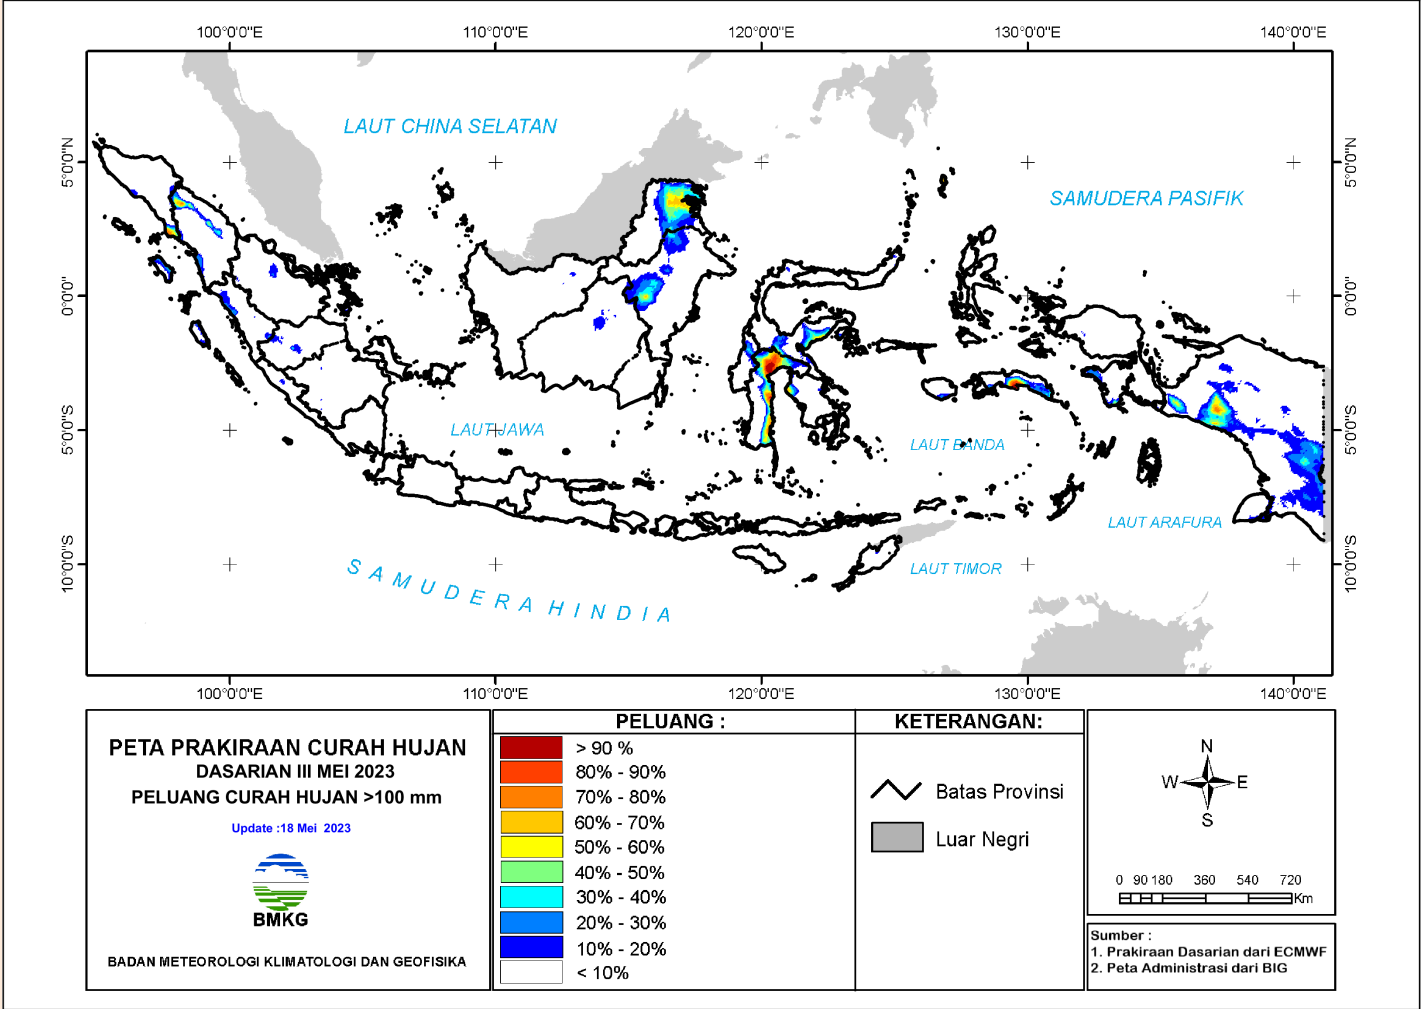 100°0'0"E 110°0'0"E 120°0'0"E 130°0'0"E 140°0'0"E
LAUT CHINA SELATAN
5°0'0"N 5°0'0"N
SAMUDERA PASIFIK
0°0'0" 0°0'0"
LAUT JAWA
5°0'0"S 5°0'0"S
LAUT BANDA
LAUT ARAFURA
SAMUDERA HINDIA
LAUT TIMOR
10°0'0"S 10°0'0"S
100°0'0"E 110°0'0"E 120°0'0"E 130°0'0"E 140°0'0"E
PETA PRAKIRAAN CURAH HUJAN
DASARIAN III MEI 2023
PELUANG CURAH HUJAN >100 mm
Update :18 Mei 2023
BMKG
BADAN METEOROLOGI KLIMATOLOGI DAN GEOFISIKA
PELUANG :
> 90 %
80% - 90%
70% - 80%
60% - 70%
50% - 60%
40% - 50%
30% - 40%
20% - 30%
10% - 20%
< 10%
KETERANGAN:
Batas Provinsi
Luar Negri
N
W E
S
0 90 180 360 540 720
Km
Sumber :
1. Prakiraan Dasarian dari ECMWF
2. Peta Administrasi dari BIG